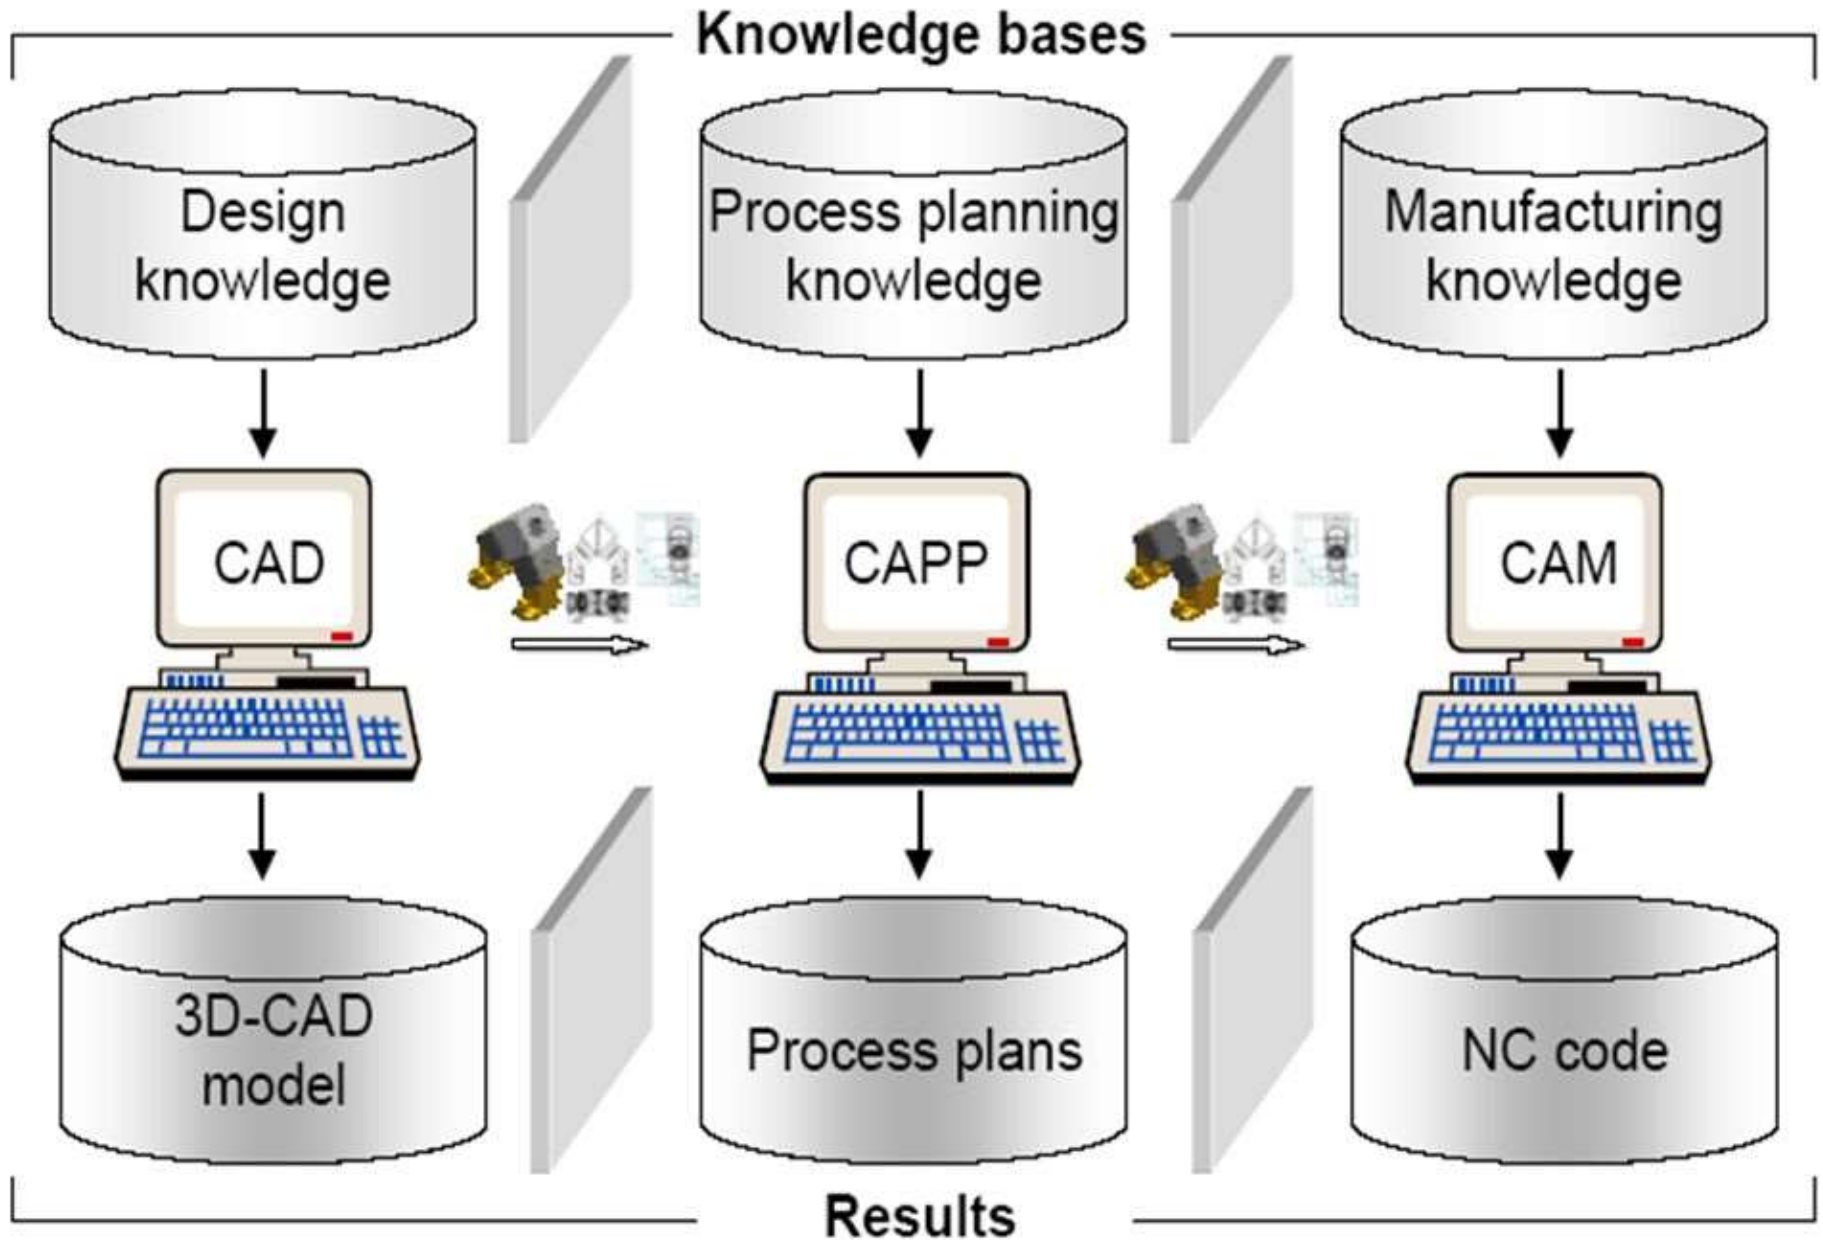 Knowledge bases
Design
knowledge
Process planning
knowledge
Manufacturing
knowledge
CAD
CAPP
CAM
3D-CAD
model
Process plans
NC code
Results